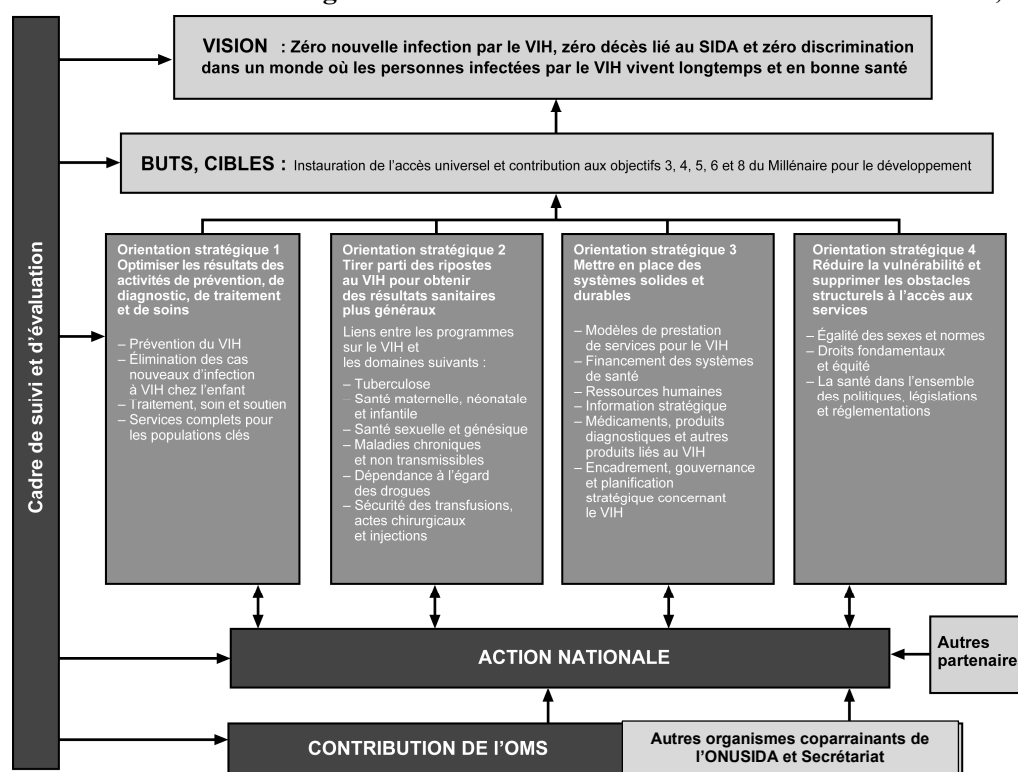 VISION : Zéro nouvelle infection par le VIH, zéro décès lié au SIDA et zéro discrimination
dans un monde où les personnes infectées par le VIH vivent longtemps et en bonne santé
BUTS, CIBLES : Instauration de l'accès universel et contribution aux objectifs 3, 4, 5, 6 et 8 du Millénaire pour le développement
Cadre de suivi et d'évaluation
Orientation stratégique 1
Optimiser les résultats des
activités de prévention, de
diagnostic, de traitement
et de soins
– Prévention du VIH
– Élimination des cas
nouveaux d'infection
à VIH chez l'enfant
– Traitement, soin et soutien
– Services complets pour
les populations clés
Orientation stratégique 2
Tirer parti des ripostes
au VIH pour obtenir
des résultats sanitaires
plus généraux
Liens entre les programmes
sur le VIH et
les domaines suivants :
– Tuberculose
– Santé maternelle, néonatale
et infantile
– Santé sexuelle et génésique
– Maladies chroniques
et non transmissibles
– Dépendance à l'égard
des drogues
– Sécurité des transfusions,
actes chirurgicaux
et injections
Orientation stratégique 3
Mettre en place des
systèmes solides et
durables
– Modèles de prestation
de services pour le VIH
– Financement des systèmes
de santé
– Ressources humaines
– Information stratégique
– Médicaments, produits
diagnostiques et autres
produits liés au VIH
– Encadrement, gouvernance
et planification
stratégique concernant
le VIH
Orientation stratégique 4
Réduire la vulnérabilité et
supprimer les obstacles
structurels à l'accès aux
services
– Égalité des sexes et normes
– Droits fondamentaux
et équité
– La santé dans l'ensemble
des politiques, législations
et réglementations
ACTION NATIONALE
Autres
partenaire
CONTRIBUTION DE l'OMS
Autres organismes coparrainants de
l'ONUSIDA et Secrétariat